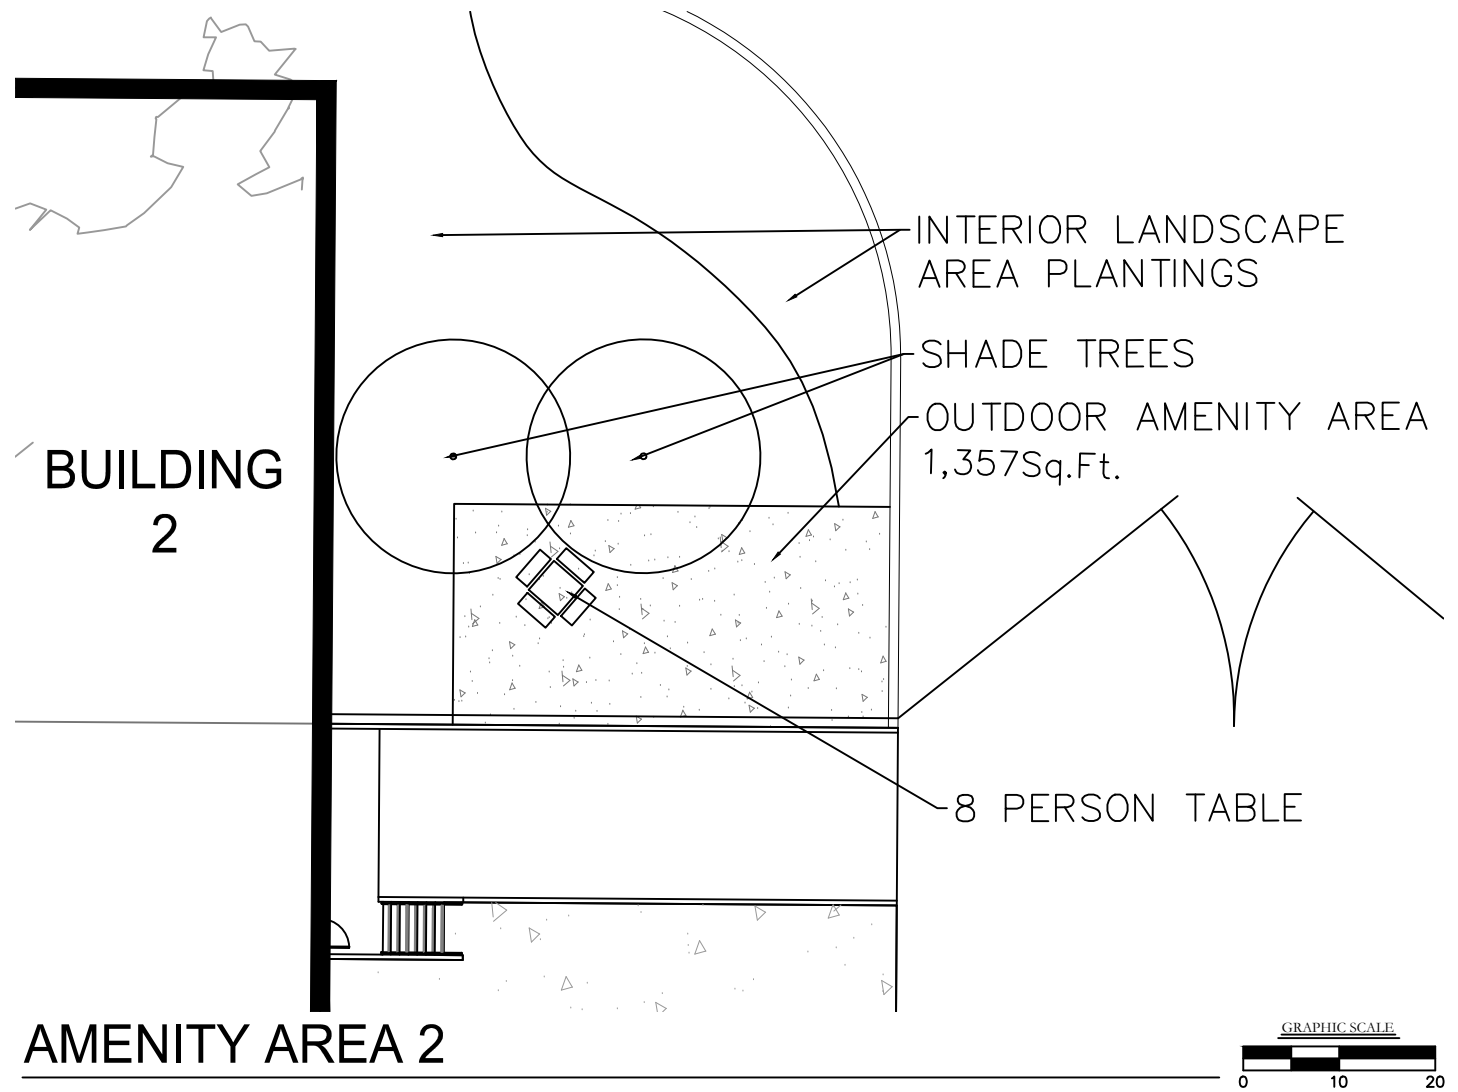 INTERIOR LANDSCAPE
AREA PLANTINGS
SHADE TREES
OUTDOOR AMENITY AREA
1,357Sq.Ft.
BUILDING
2
8 PERSON TABLE
AMENITY AREA 2
GRAPHIC SCALE
0 10 20